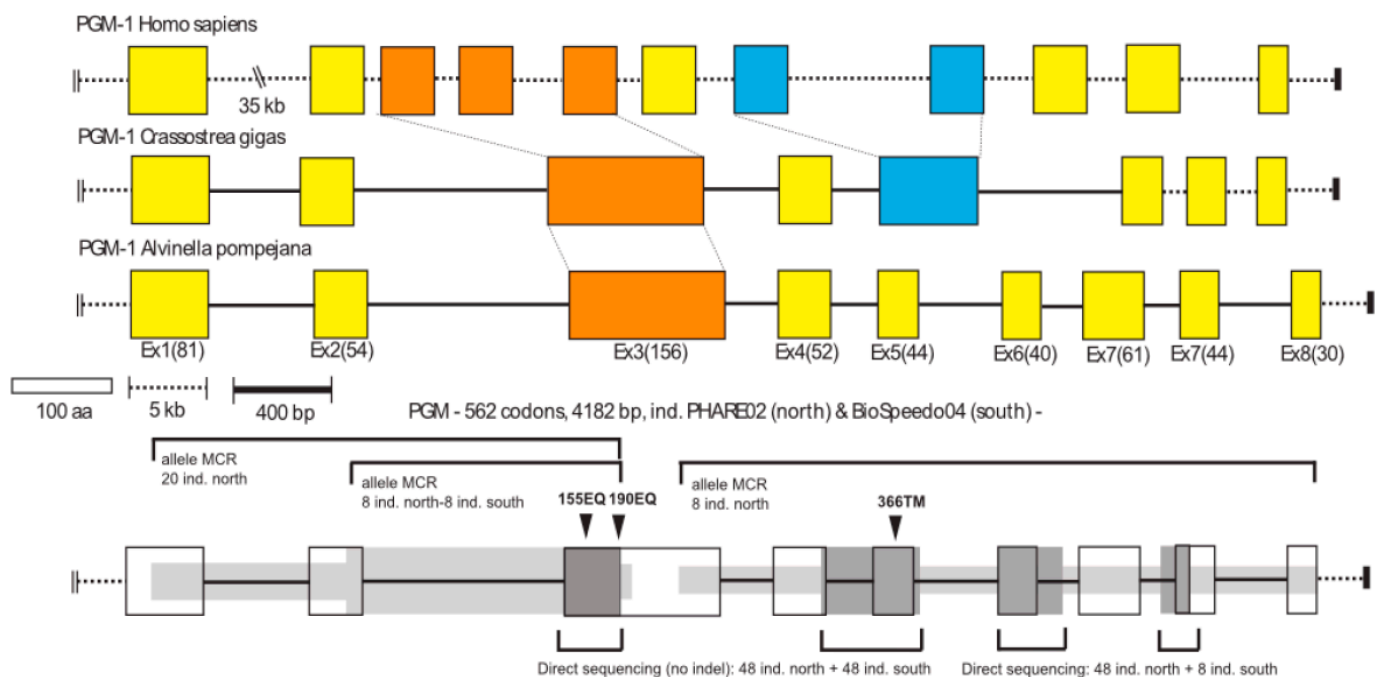 PGM-1 Homo sapiens
35 kb
PGM-1 Crassostrea gigas
PGM-1 Alvinella pompejana
Ex1(81) Ex2(54) Ex3(156) Ex4(52) Ex5(44) Ex6(40) Ex7(61) Ex7(44) Ex8(30)
100 aa 5 kb 400 bp
PGM - 562 codons, 4182 bp, ind. PHARE02 (north) & BioSpeedo04 (south) -
allele MCR
20 ind. north
allele MCR
8 ind. north-8 ind. south
allele MCR
8 ind. north
155EQ 190EQ 366TM
Direct sequencing (no indel): 48 ind. north + 48 ind. south
Direct sequencing: 48 ind. north + 8 ind. south